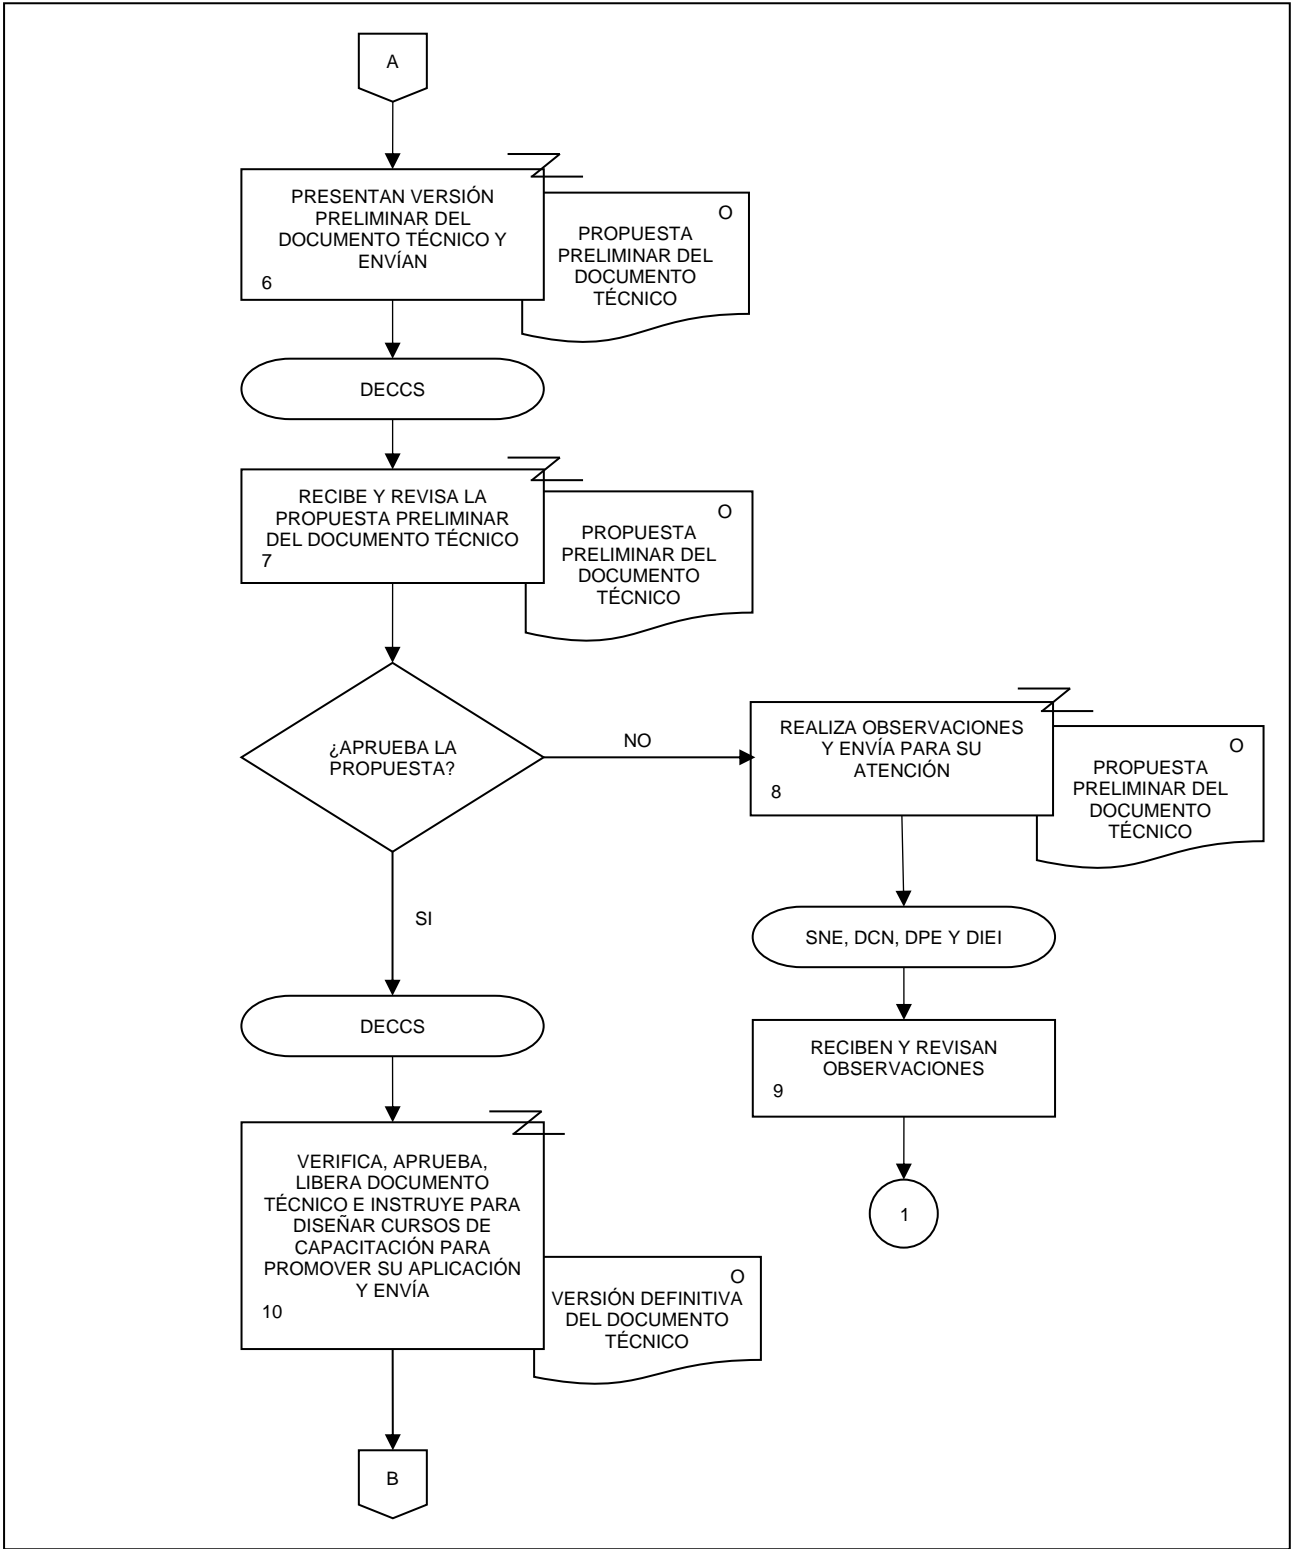 A
PRESENTAN VERSIÓN
PRELIMINAR DEL
DOCUMENTO TÉCNICO Y
ENVÍAN
6
O
PROPUESTA
PRELIMINAR DEL
DOCUMENTO
TÉCNICO
DECCS
RECIBE Y REVISA LA
PROPUESTA PRELIMINAR
DEL DOCUMENTO TÉCNICO
7
O
PROPUESTA
PRELIMINAR DEL
DOCUMENTO
TÉCNICO
¿APRUEBA LA
PROPUESTA?
NO
REALIZA OBSERVACIONES
Y ENVÍA PARA SU
ATENCIÓN
8
O
PROPUESTA
PRELIMINAR DEL
DOCUMENTO
TÉCNICO
SNE, DCN, DPE Y DIEI
RECIBEN Y REVISAN
OBSERVACIONES
9
1
SI
DECCS
VERIFICA, APRUEBA,
LIBERA DOCUMENTO
TÉCNICO E INSTRUYE PARA
DISEÑAR CURSOS DE
CAPACITACIÓN PARA
PROMOVER SU APLICACIÓN
Y ENVÍA
10
O
VERSIÓN DEFINITIVA
DEL DOCUMENTO
TÉCNICO
B